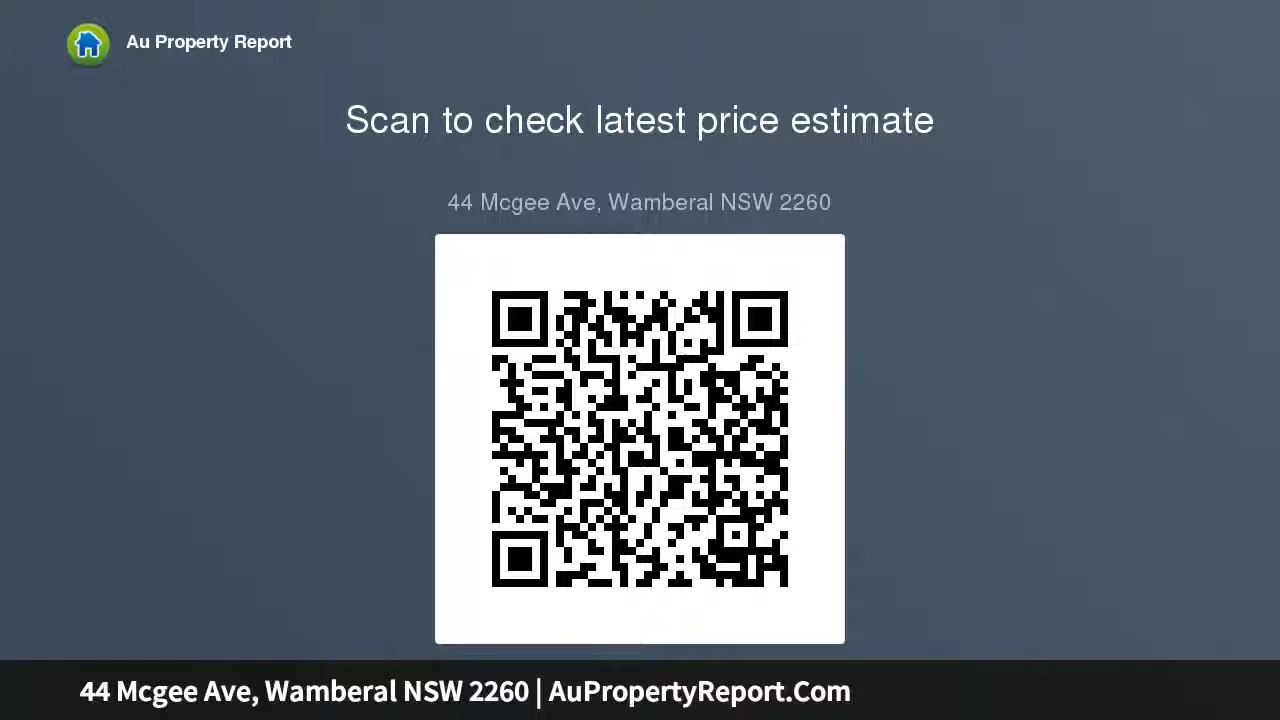 Au Property Report
Scan to check latest price estimate
44 Mcgee Ave, Wamberal NSW 2260
44 Mcgee Ave, Wamberal NSW 2260 | AuPropertyReport.Com